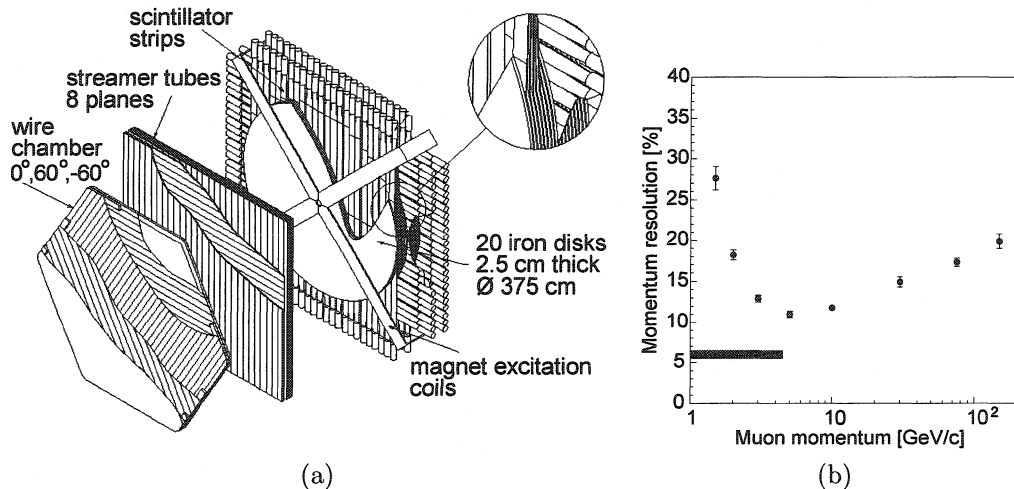 scintillator
strips
streamer tubes
8 planes
wire
chamber
0°,60°,-60°
20 iron disks
2.5 cm thick
Ø 375 cm
magnet excitation
coils
(a)
Momentum resolution [%]
40
35
30
25
20
15
10
5
0
1
10
10²
Muon momentum [GeV/c]
(b)